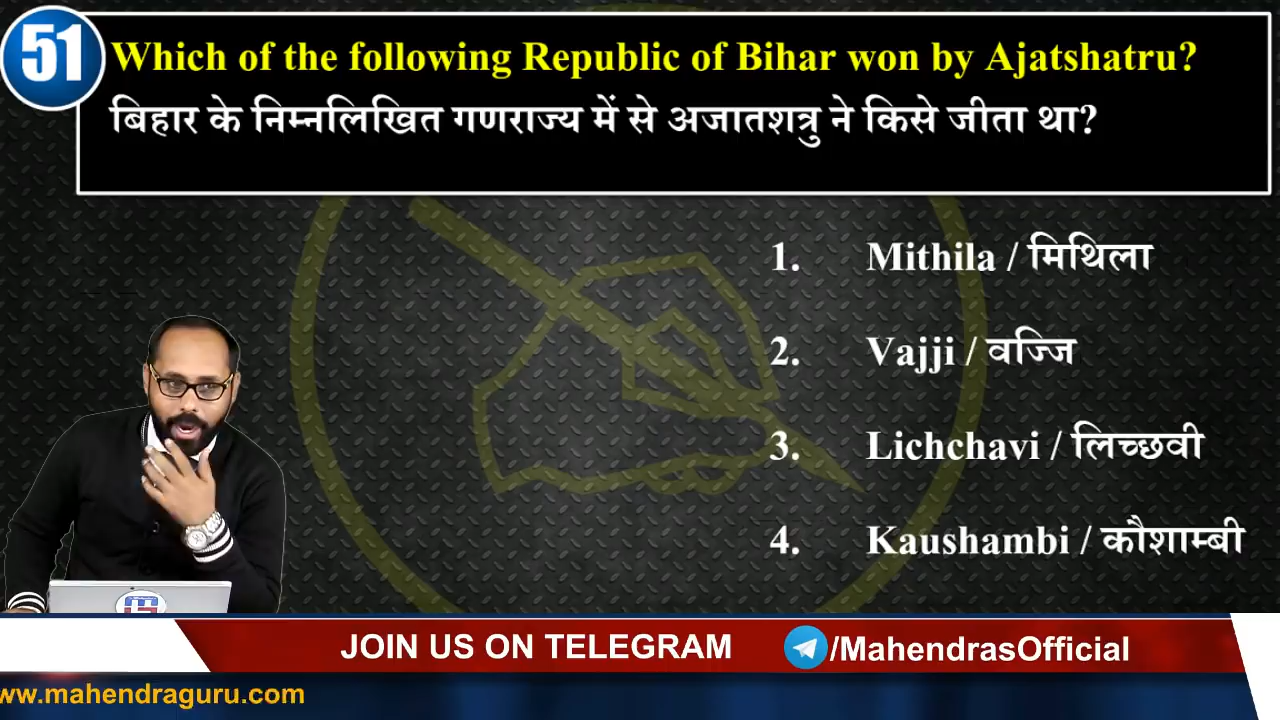 51
Which of the following Republic of Bihar won by Ajatshatru?
बिहार के निम्नलिखित गणराज्य में से अजातशत्रु ने किसे जीता था?
1. Mithila / मिथिला
2. Vajji / वज्जि
3. Lichchavi / लिच्छवी
4. Kaushambi / कौशाम्बी
JOIN US ON TELEGRAM /MahendrasOfficial
ww.mahendraguru.com